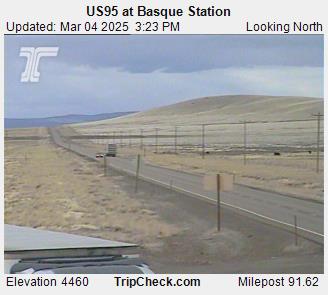 US95 at Basque Station
Updated: Mar 04 2025 3:23 PM Looking North
Elevation 4460 TripCheck.com Milepost 91.62